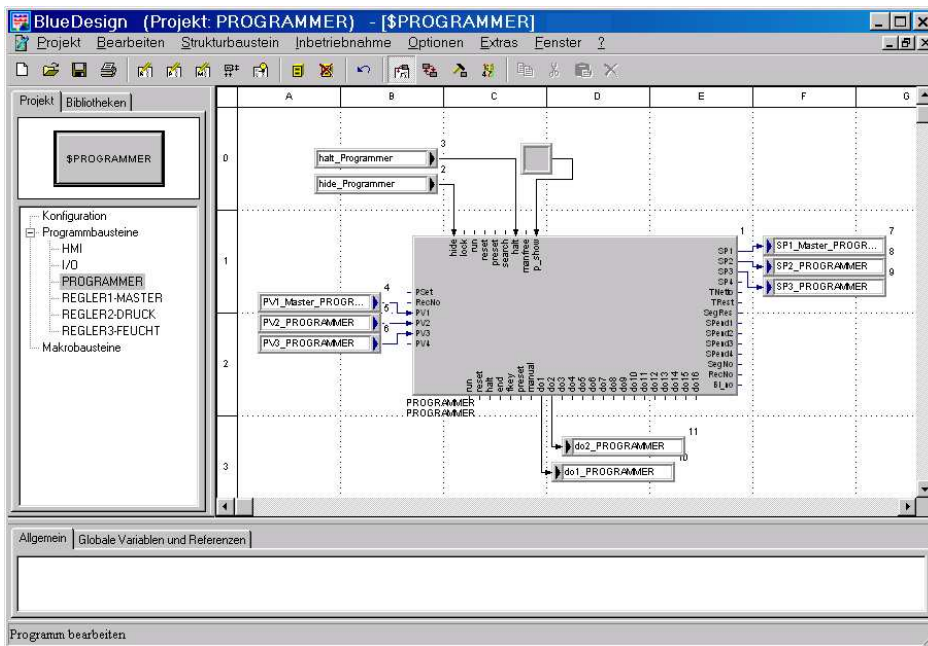 BlueDesign (Projekt: PROGRAMMER) - [$PROGRAMMER]
Projekt Bearbeiten Strukturbaustein Inbetriebnahme Optionen Extras Fenster ?
Projekt Bibliotheken
$PROGRAMMER
Konfiguration
Programmbausteine
HMI
I/O
PROGRAMMER
REGLER1-MASTER
REGLER2-DRUCK
REGLER3-FEUCHT
Makrobausteine
A B C D E F G
0
1
2
3
halt_Programmer
3
hide_Programmer
2
hide
lock
run
reset
preset
search
halt
manfree
p_show
1
PSet
RecNo
PV1
PV2
PV3
PV4
4
PV1_Master_PROGR...
5
PV2_PROGRAMMER
6
PV3_PROGRAMMER
SP1
SP2
SP3
SP4
TNetto
TRest
SegRes
SPend1
SPend2
SPend3
SPend4
SegNo
RecNo
Bl_no
7
SP1_Master_PROGR...
8
SP2_PROGRAMMER
9
SP3_PROGRAMMER
run
reset
halt
end
fkey
preset
manual
do1
do2
do3
do4
do5
do6
do7
do8
do9
do10
do11
do12
do13
do14
do15
do16
PROGRAMMER
PROGRAMMER
11
do2_PROGRAMMER
10
do1_PROGRAMMER
Allgemein Globale Variablen und Referenzen
Programm bearbeiten